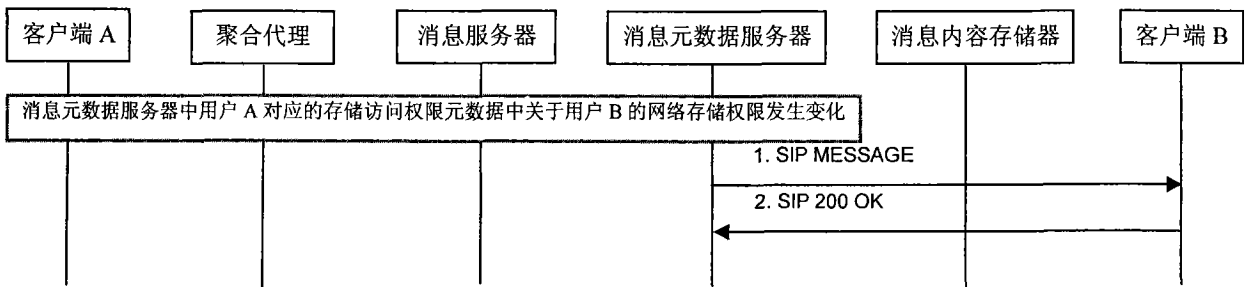 客户端 A
聚合代理
消息服务器
消息元数据服务器
消息内容存储器
客户端 B
消息元数据服务器中用户 A 对应的存储访问权限元数据中关于用户 B 的网络存储权限发生变化
1. SIP MESSAGE
2. SIP 200 OK